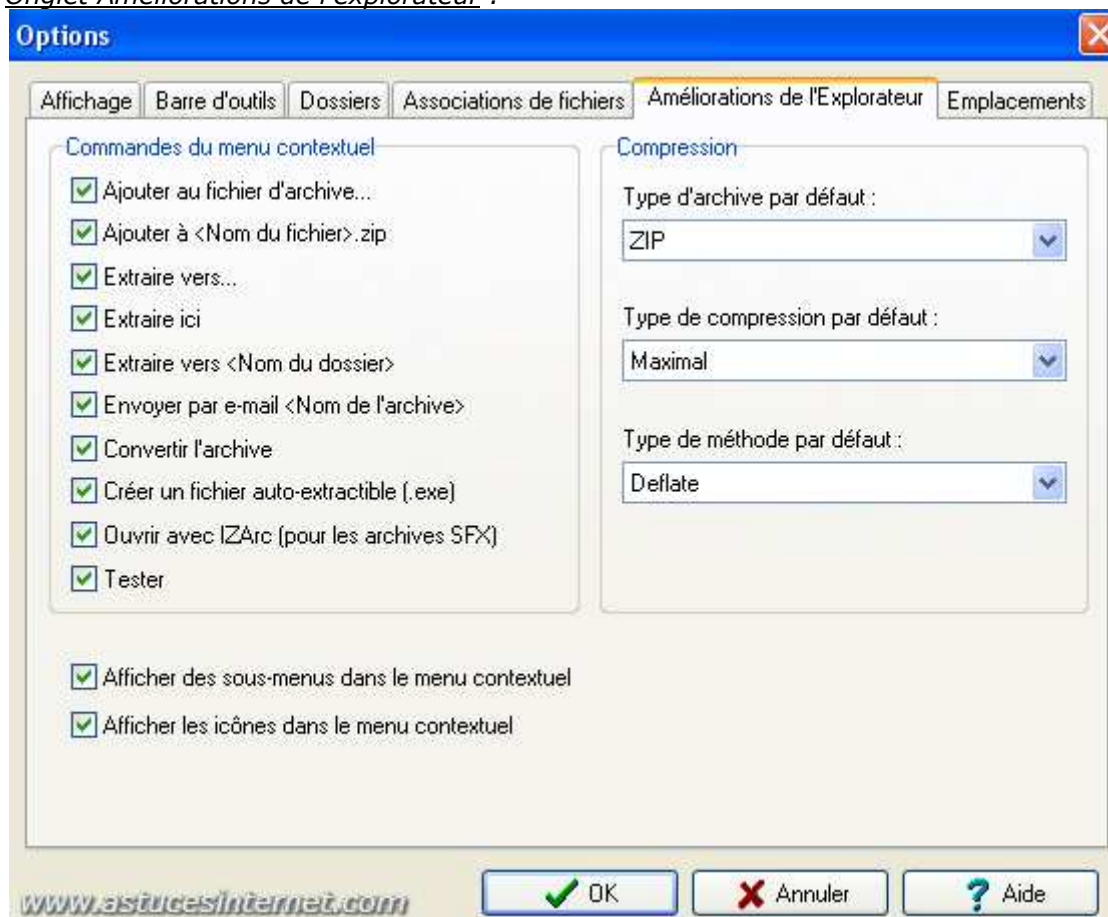 Onglet Améliorations de l'explorateur :
Options
Affichage
Barre d'outils
Dossiers
Associations de fichiers
Améliorations de l'Explorateur
Emplacements
Commandes du menu contextuel
Ajouter au fichier d'archive...
Ajouter à <Nom du fichier>.zip
Extraire vers...
Extraire ici
Extraire vers <Nom du dossier>
Envoyer par e-mail <Nom de l'archive>
Convertir l'archive
Créer un fichier auto-extractible (.exe)
Ouvrir avec IZArc (pour les archives SFX)
Tester
Compression
Type d'archive par défaut :
ZIP
Type de compression par défaut :
Maximal
Type de méthode par défaut :
Deflate
Afficher des sous-menus dans le menu contextuel
Afficher les icônes dans le menu contextuel
www.astucesinternet.com
OK
Annuler
Aide